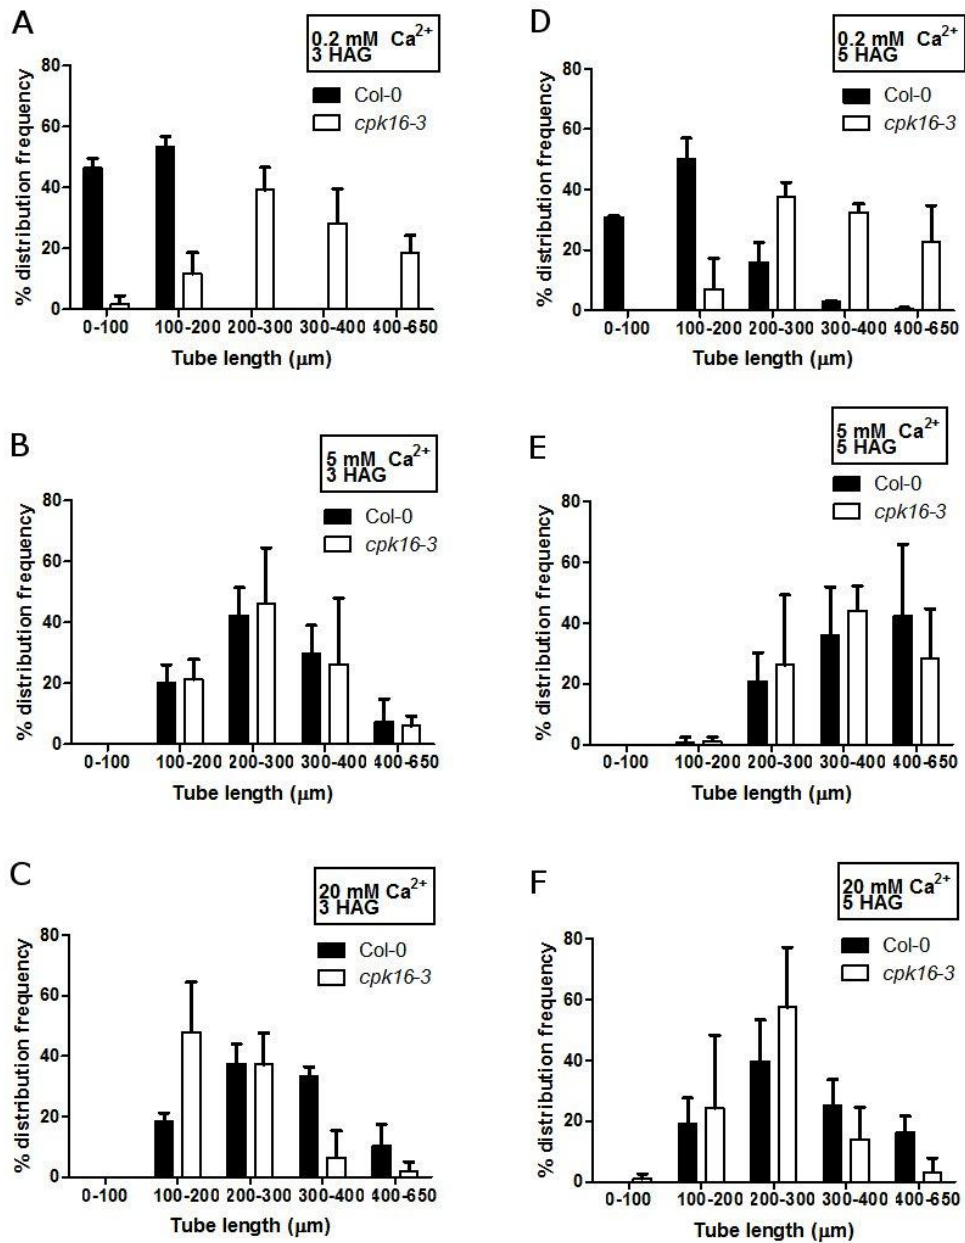 A
0.2 mM Ca2+
3 HAG
Col-0
cpk16-3
% distribution frequency
80
60
40
20
0
0-100 100-200 200-300 300-400 400-650
Tube length (μm)
D
0.2 mM Ca2+
5 HAG
Col-0
cpk16-3
% distribution frequency
80
60
40
20
0
0-100 100-200 200-300 300-400 400-650
Tube length (μm)
B
5 mM Ca2+
3 HAG
Col-0
cpk16-3
% distribution frequency
80
60
40
20
0
0-100 100-200 200-300 300-400 400-650
Tube length (μm)
E
5 mM Ca2+
5 HAG
Col-0
cpk16-3
% distribution frequency
80
60
40
20
0
0-100 100-200 200-300 300-400 400-650
Tube length (μm)
C
20 mM Ca2+
3 HAG
Col-0
cpk16-3
% distribution frequency
80
60
40
20
0
0-100 100-200 200-300 300-400 400-650
Tube length (μm)
F
20 mM Ca2+
5 HAG
Col-0
cpk16-3
% distribution frequency
80
60
40
20
0
0-100 100-200 200-300 300-400 400-650
Tube length (μm)